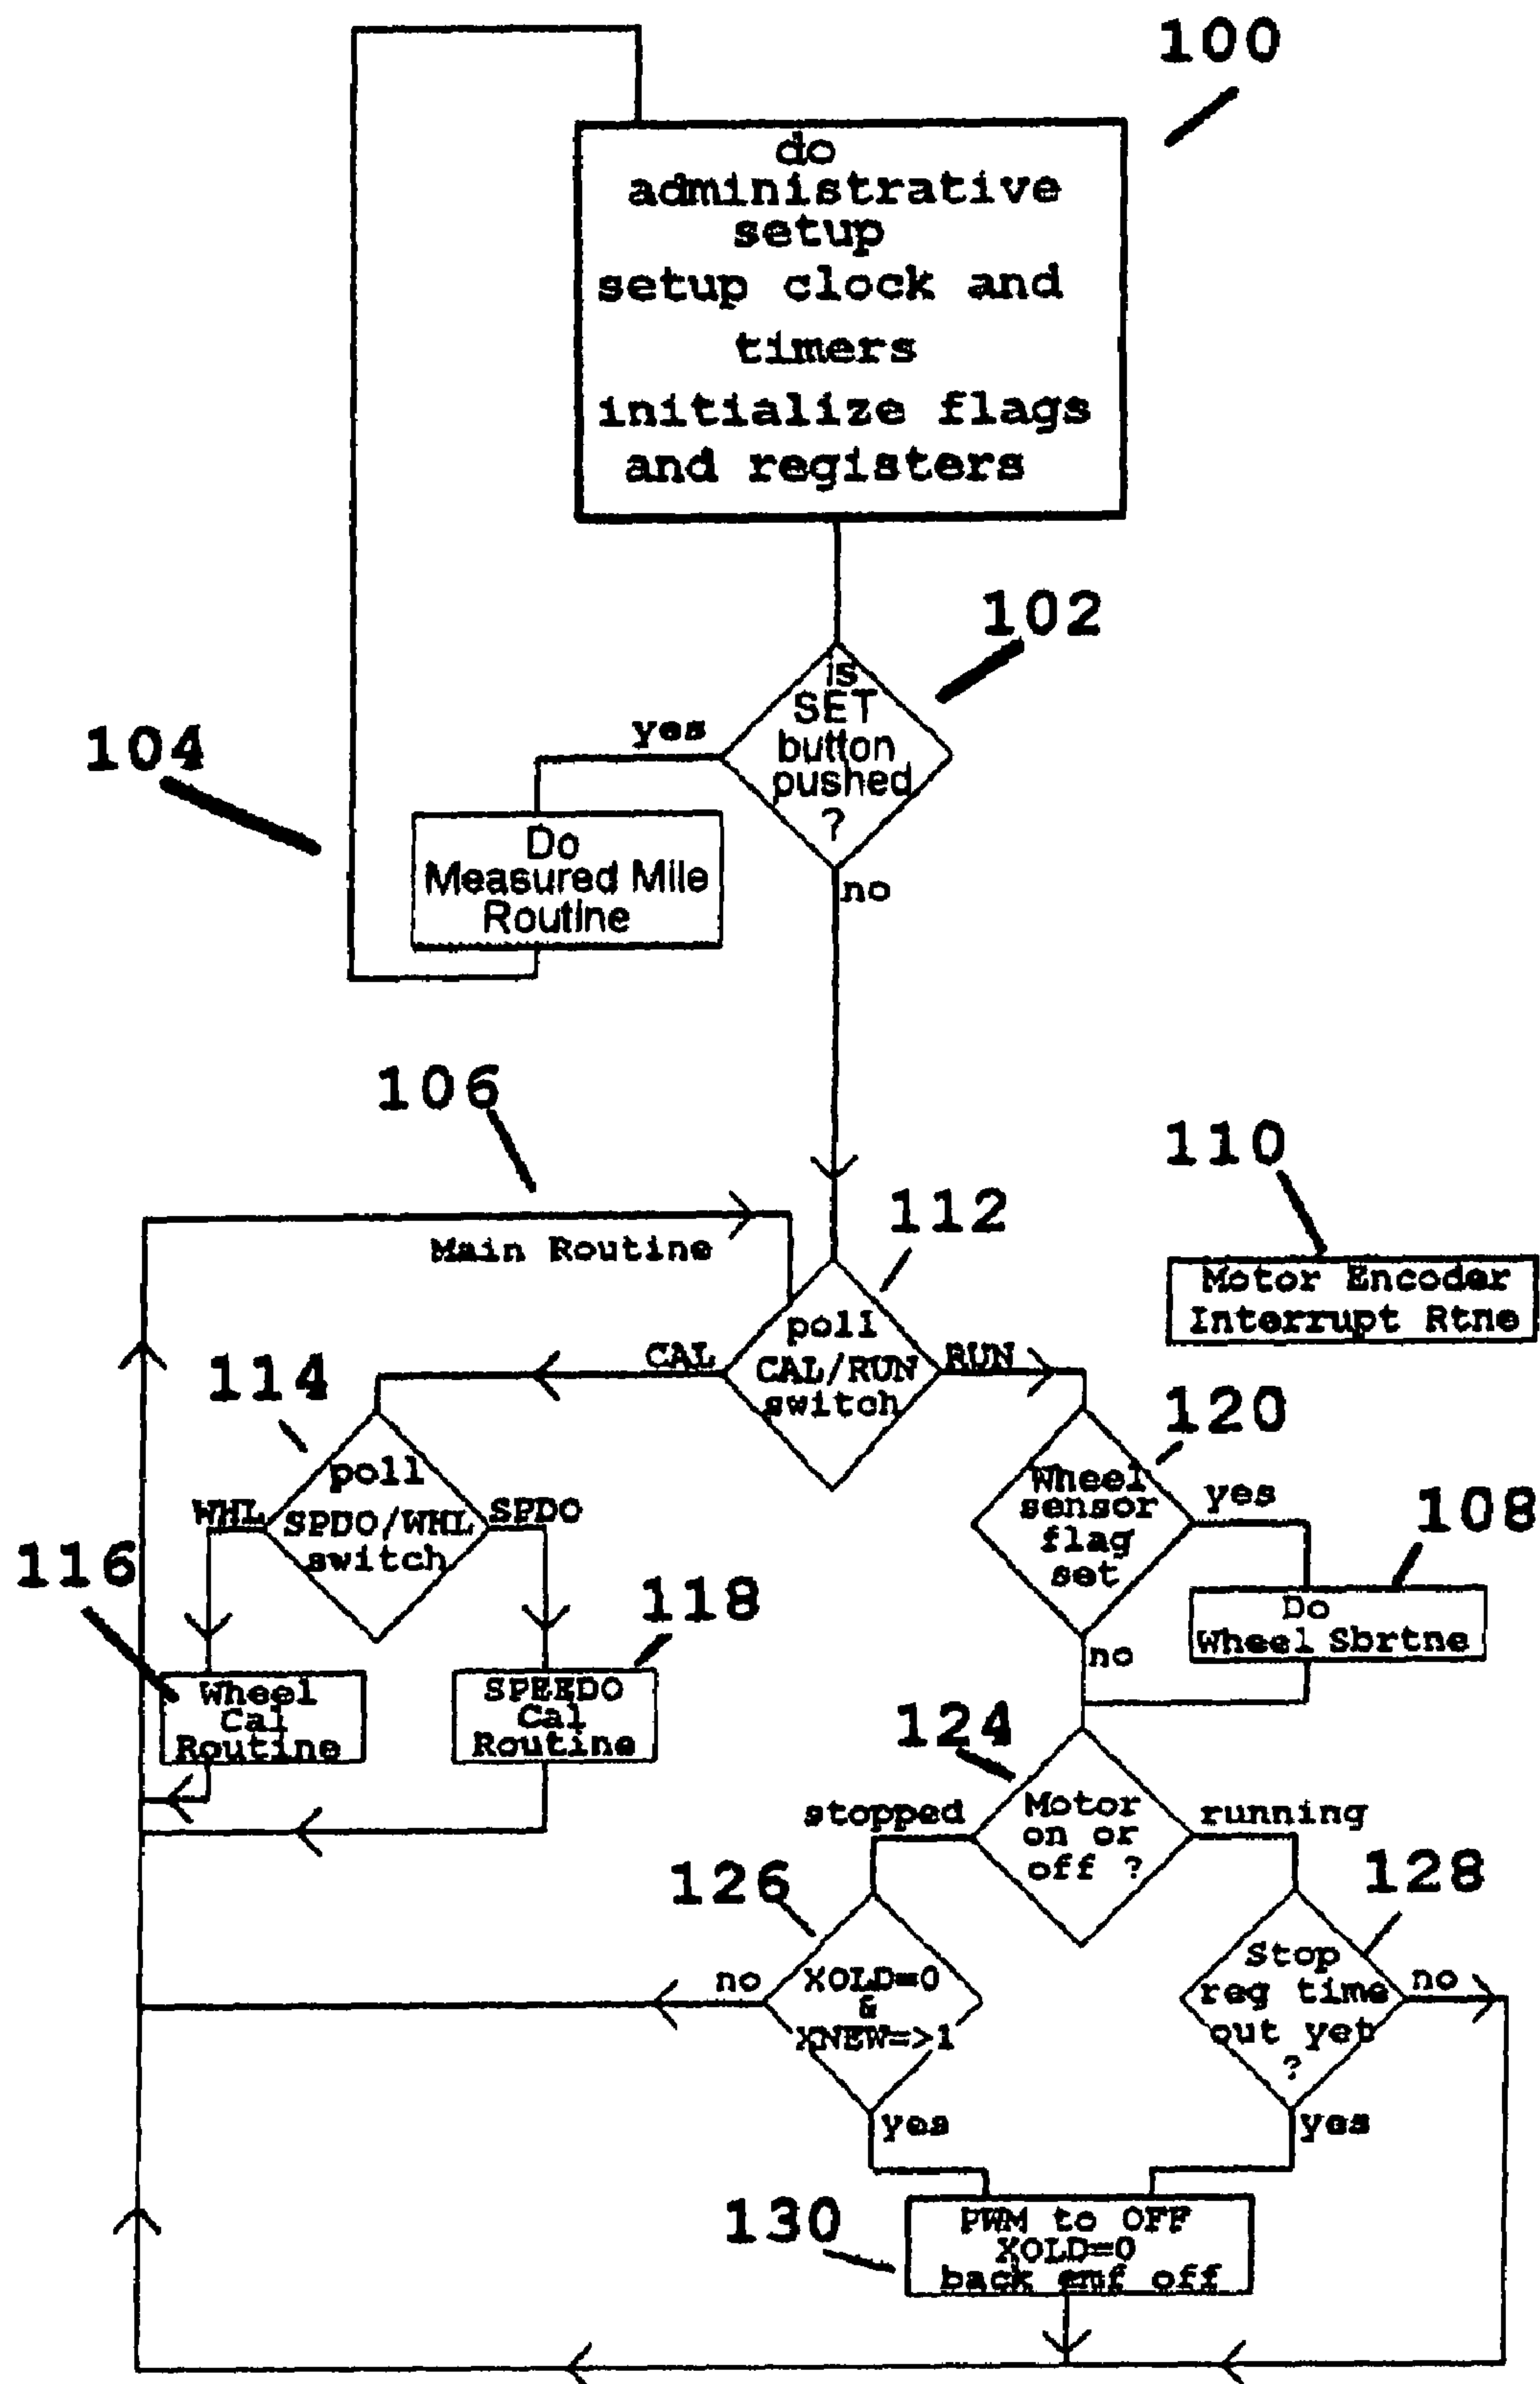 100
do
administrative
setup
setup clock and
timers
initialize flags
and registers
102
is
SET
button
pushed
?
yes
no
104
Do
Measured Mile
Routine
106
Main Routine
110
Motor Encoder
Interrupt Rtne
112
poll
CAL/RUN
switch
CAL
RUN
114
poll
SPDO/WHL
switch
WHL
SPDO
116
Wheel
Cal
Routine
118
SPEEDO
Cal
Routine
120
Wheel
sensor
flag
set
yes
no
108
Do
Wheel Sbrtne
124
Motor
on or
off ?
stopped
running
126
XOLD=0
&
XNEW=>1
no
yes
128
Stop
reg time
out yet
?
no
yes
130
PWM to OFF
XOLD=0
back emf off